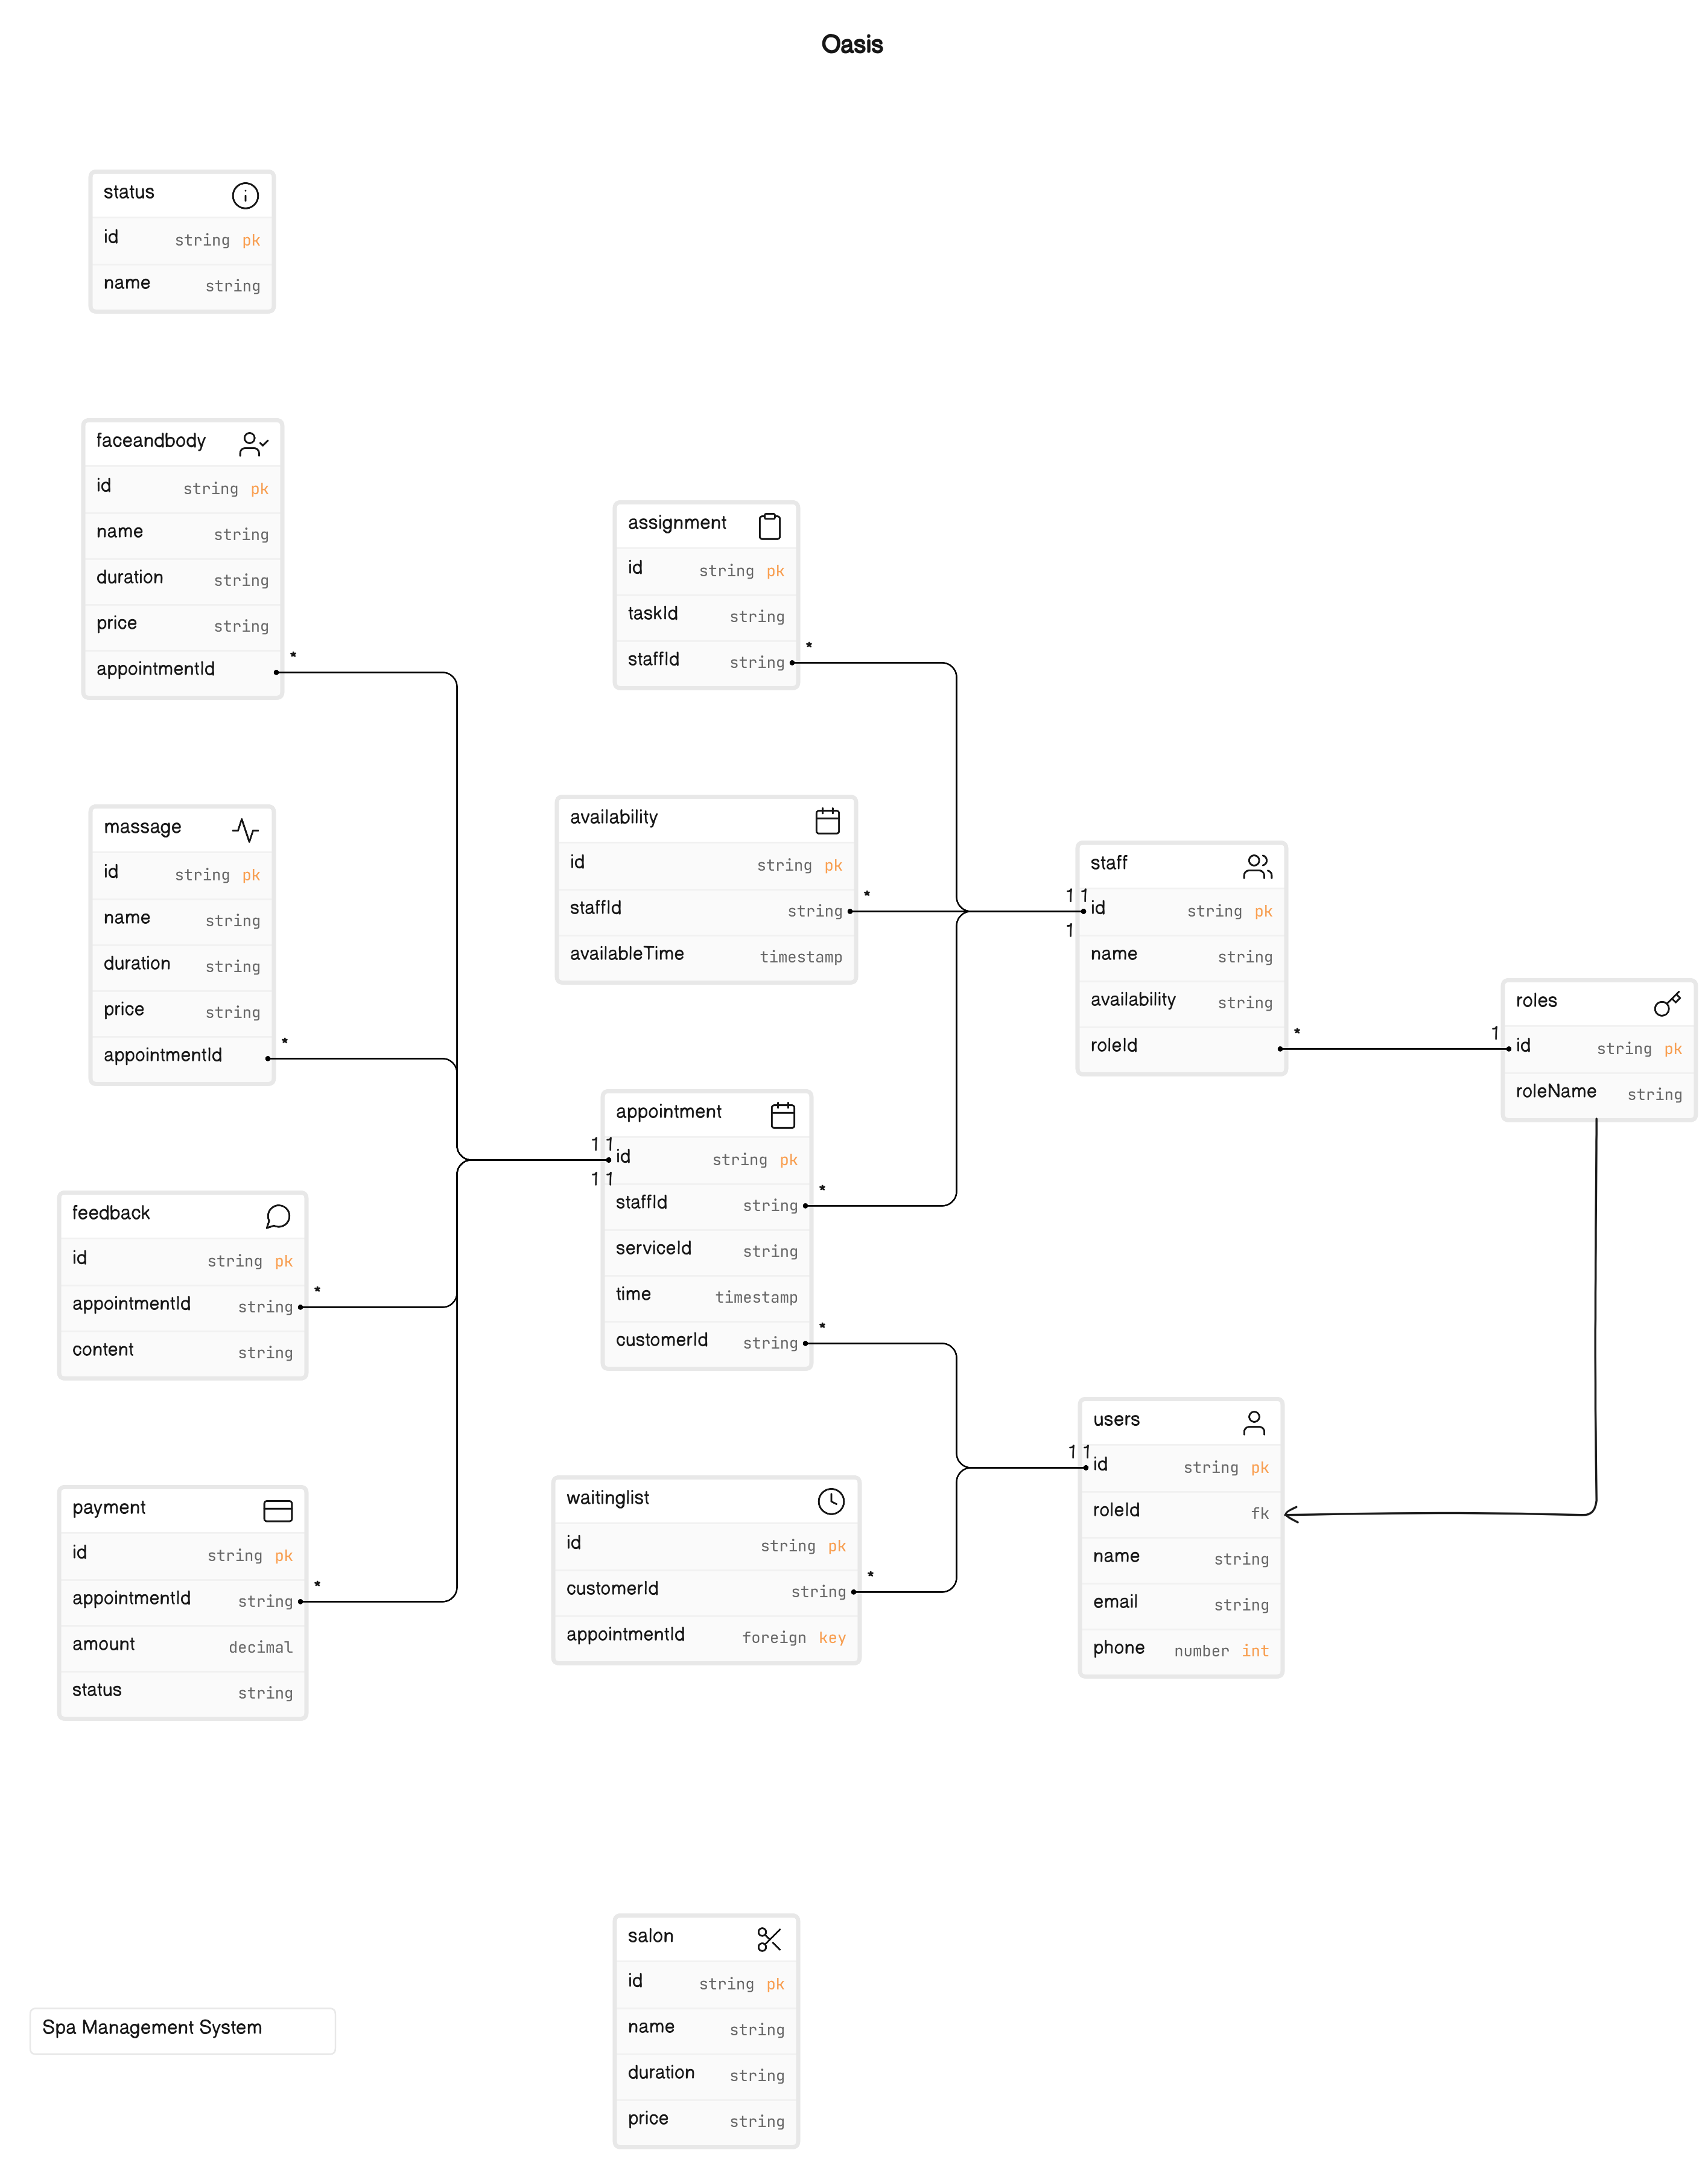 Oasis
status
id string pk
name string
faceandbody
id string pk
name string
duration string
price string
appointmentId
*
massage
id string pk
name string
duration string
price string
appointmentId
*
feedback
id string pk
appointmentId string
*
content string
payment
id string pk
appointmentId string
*
amount decimal
status string
assignment
id string pk
taskId string
staffId string
*
availability
id string pk
staffId string
*
availableTime timestamp
appointment
1 1
id string pk
1 1
staffId string
*
serviceId string
time timestamp
customerId string
*
waitinglist
id string pk
customerId string
*
appointmentId foreign key
staff
1 1
id string pk
1
name string
availability string
roleId
*
roles
1
id string pk
roleName string
users
1 1
id string pk
roleId fk
name string
email string
phone number int
salon
id string pk
name string
duration string
price string
Spa Management System